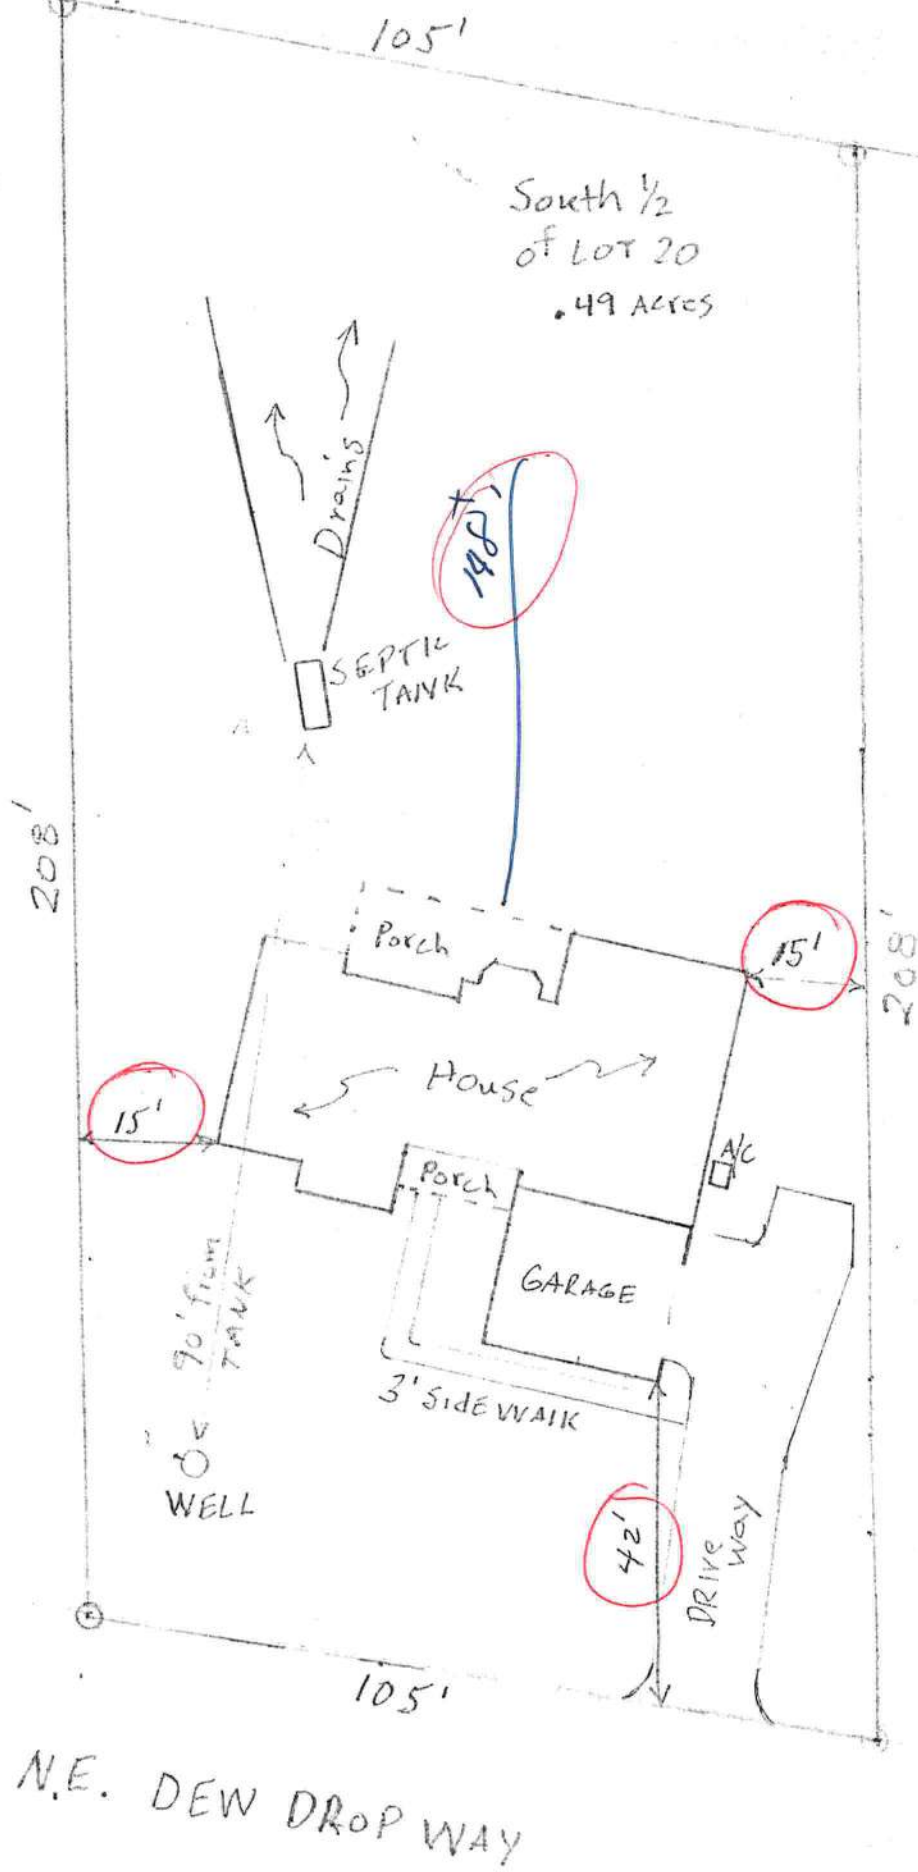 105'
South ½
of LOT 20
.49 Acres
Drains
148'±
SEPTIC
TANK
208'
208'
Porch
15'
House
15'
A/C
Porch
GARAGE
90' from
TANK
3' SIDEWALK
WELL
42'
DRIVE
WAY
105'
N.E. DEW DROP WAY